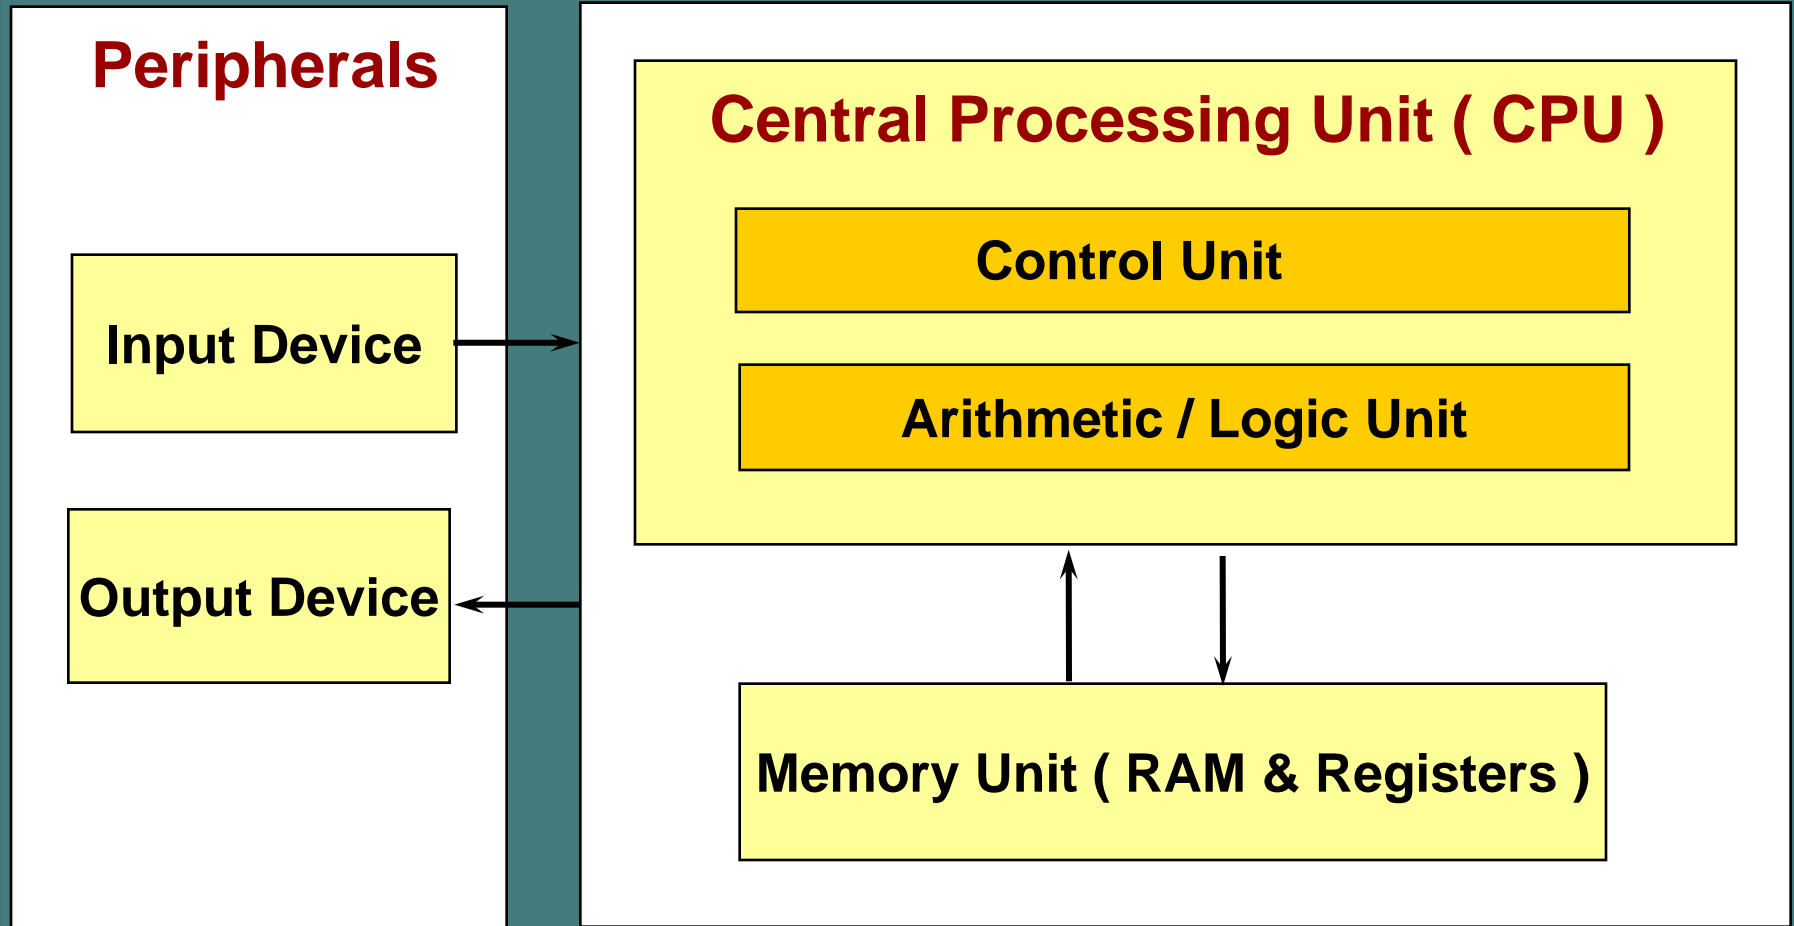 Peripherals
Input Device
Output Device
Central Processing Unit ( CPU )
Control Unit
Arithmetic / Logic Unit
Memory Unit ( RAM & Registers )